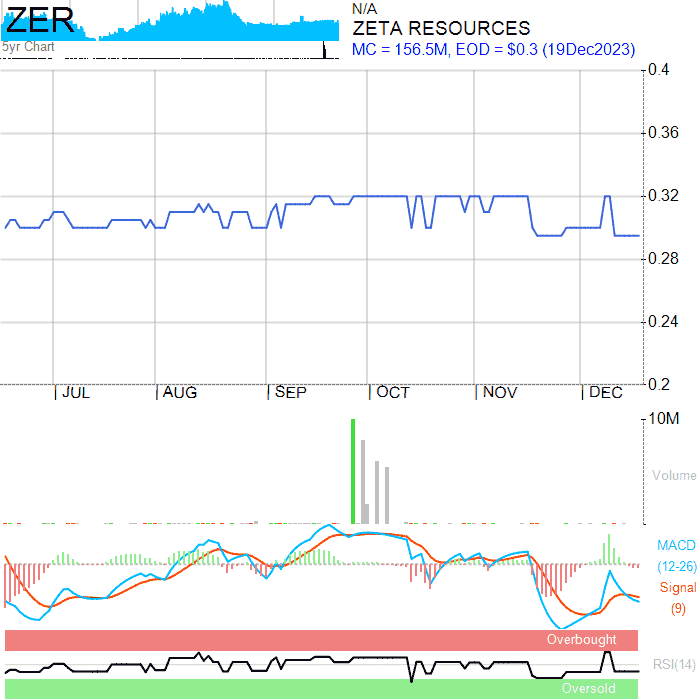 ZER
5yr Chart
N/A
ZETA RESOURCES
MC = 156.5M, EOD = $0.3 (19Dec2023)
0.4
0.36
0.32
0.28
0.24
0.2
JUL
AUG
SEP
OCT
NOV
DEC
10M
Volume
MACD
(12-26)
Signal
(9)
Overbought
RSI(14)
Oversold